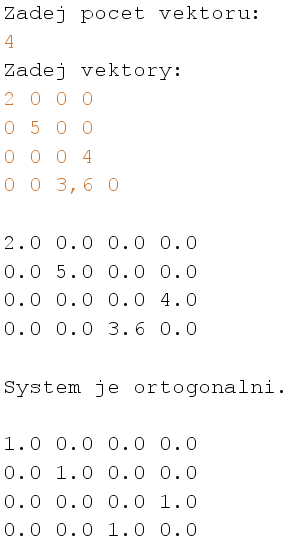 Zadej pocet vektoru:
4
Zadej vektory:
2 0 0 0
0 5 0 0
0 0 0 4
0 0 3,6 0
2.0 0.0 0.0 0.0
0.0 5.0 0.0 0.0
0.0 0.0 0.0 4.0
0.0 0.0 3.6 0.0
System je ortogonalni.
1.0 0.0 0.0 0.0
0.0 1.0 0.0 0.0
0.0 0.0 0.0 1.0
0.0 0.0 1.0 0.0